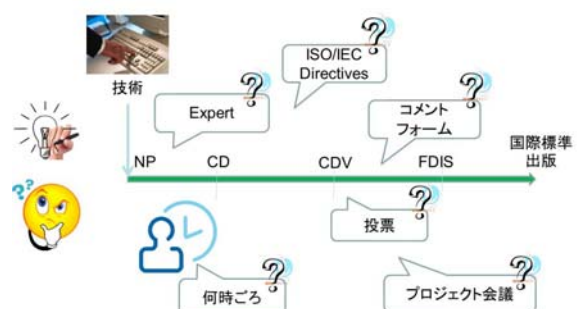 ISO/IEC
Directives
技術
Expert
コメント
フォーム
国際標準
出版
NP
CD
CDV
FDIS
投票
何時ごろ
プロジェクト会議